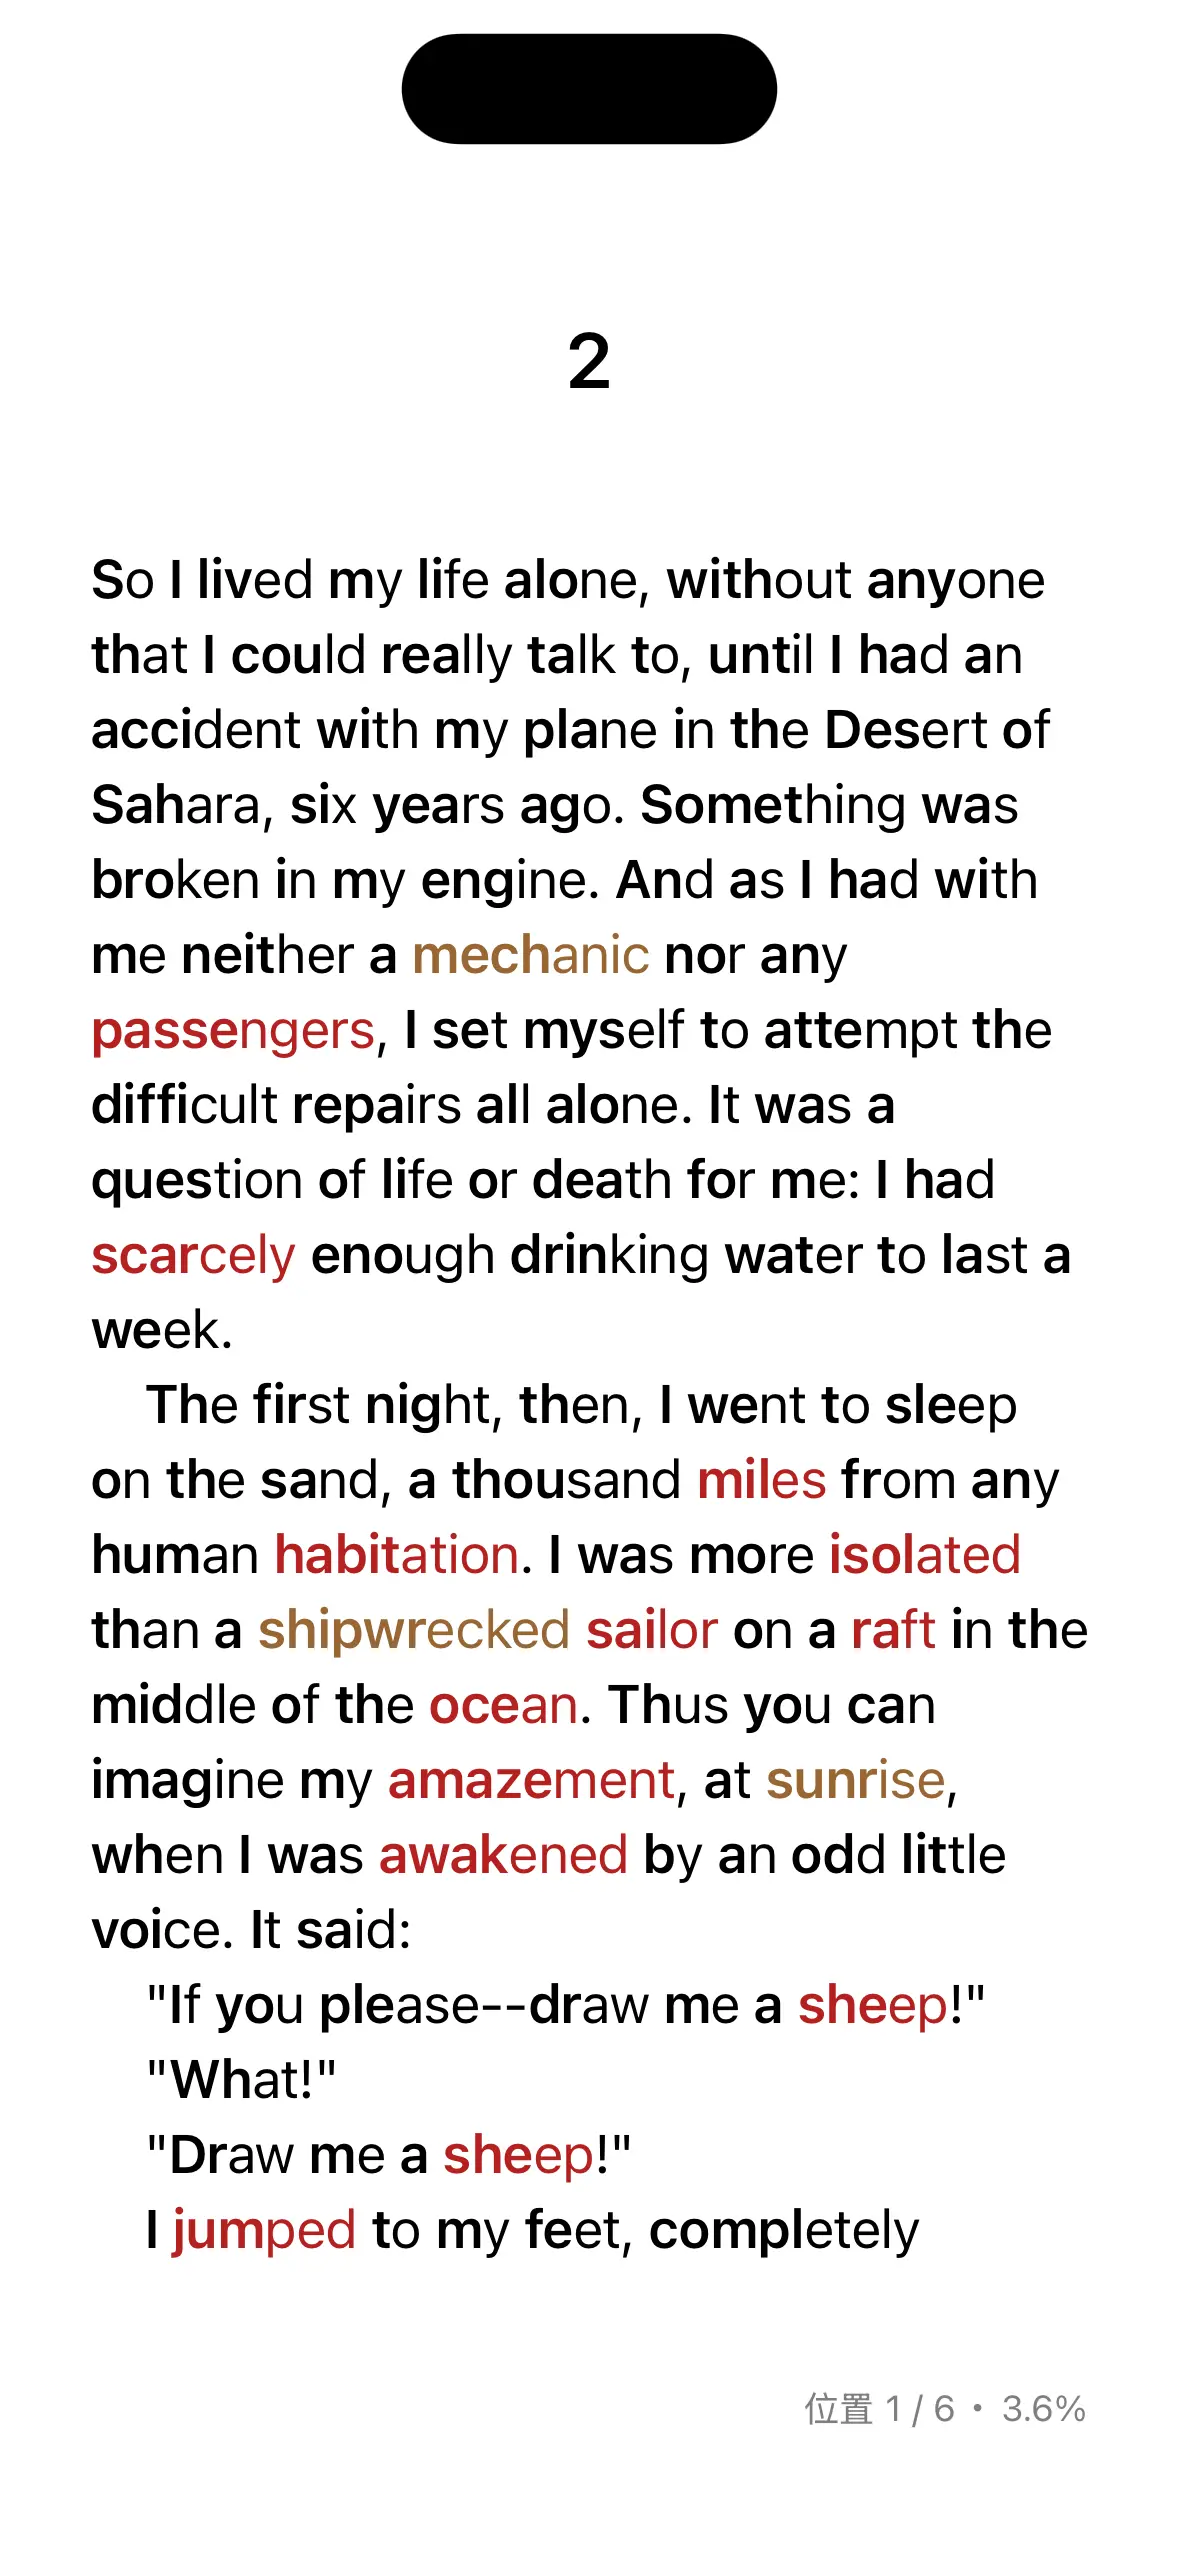 2
So I lived my life alone, without anyone
that I could really talk to, until I had an
accident with my plane in the Desert of
Sahara, six years ago. Something was
broken in my engine. And as I had with
me neither a mechanic nor any
passengers, I set myself to attempt the
difficult repairs all alone. It was a
question of life or death for me: I had
scarcely enough drinking water to last a
week.
The first night, then, I went to sleep
on the sand, a thousand miles from any
human habitation. I was more isolated
than a shipwrecked sailor on a raft in the
middle of the ocean. Thus you can
imagine my amazement, at sunrise,
when I was awakened by an odd little
voice. It said:
"If you please--draw me a sheep!"
"What!"
"Draw me a sheep!"
I jumped to my feet, completely
位置 1 / 6 • 3.6%